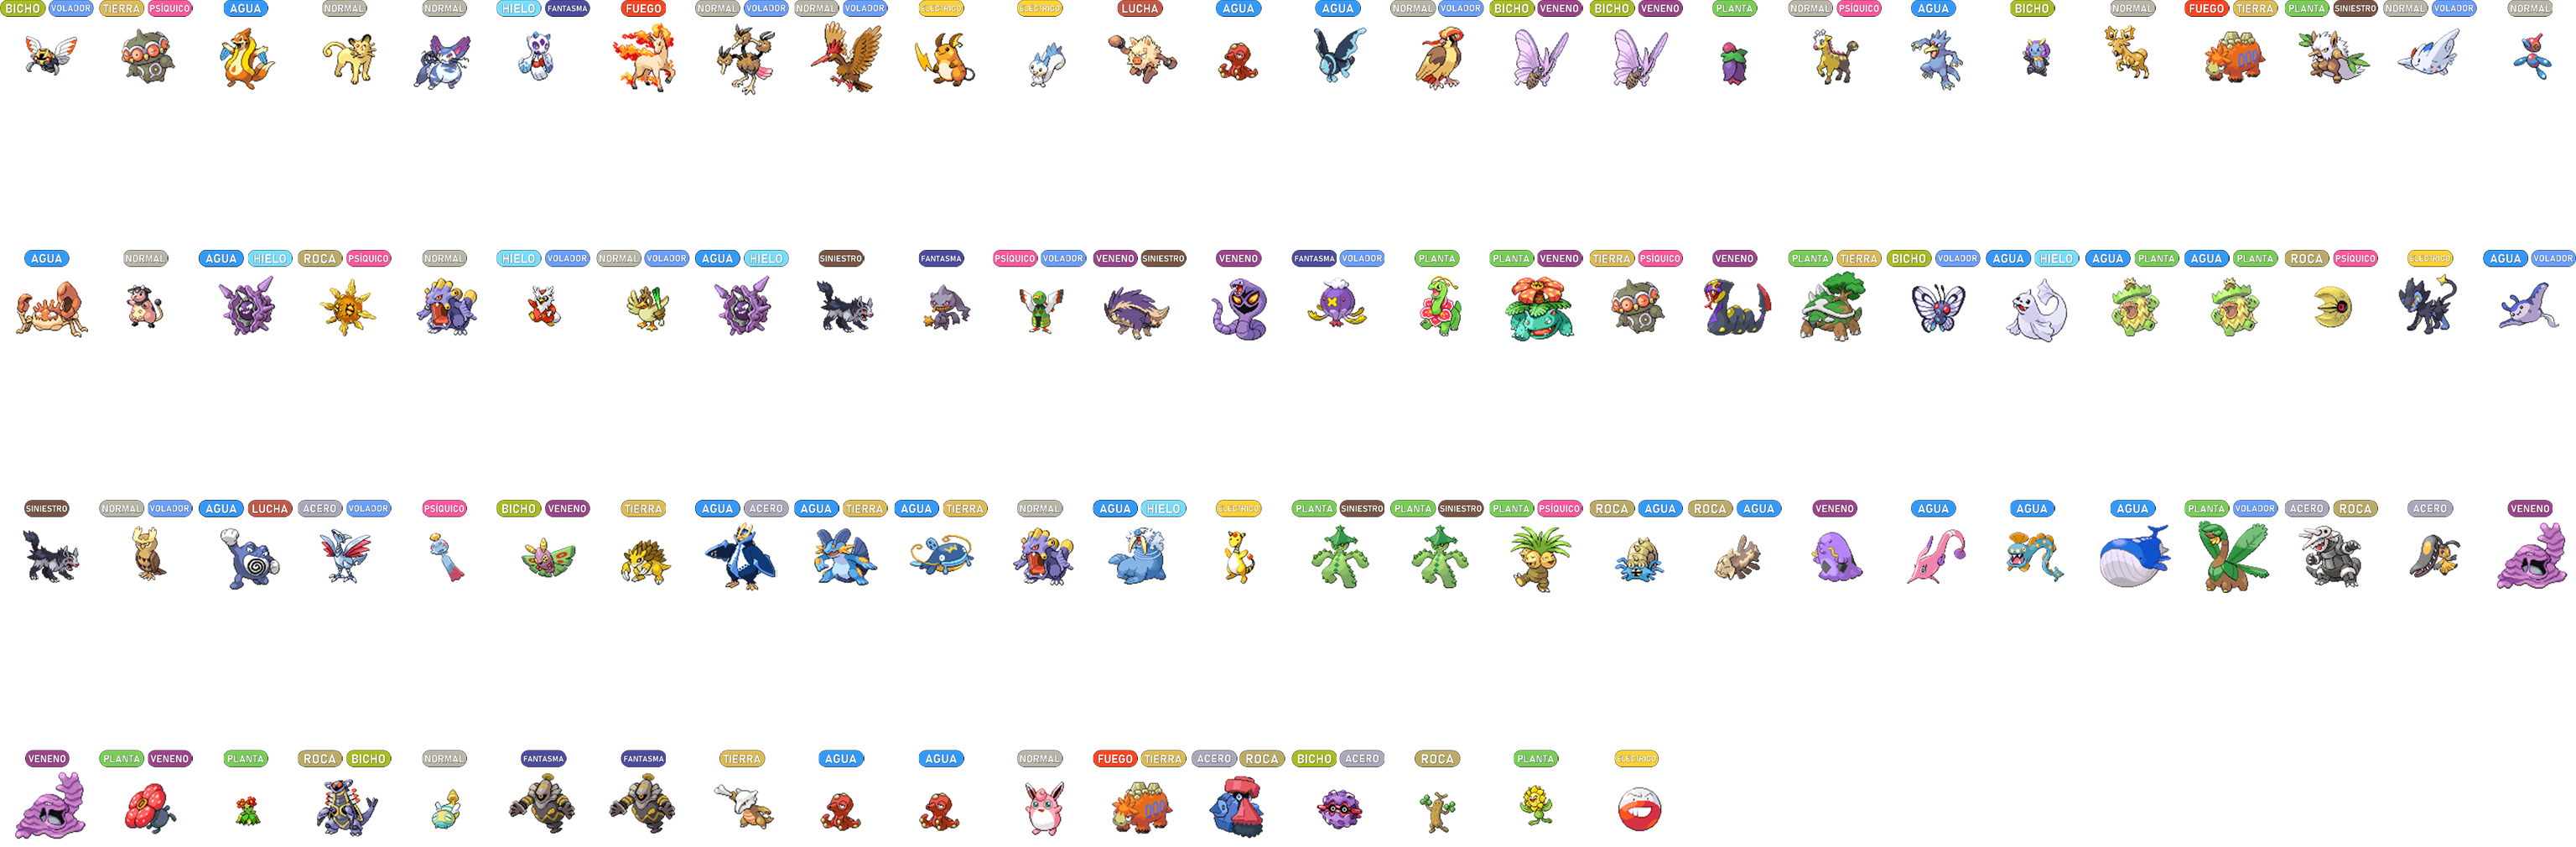 BICHO VOLADOR TIERRA PSÍQUICO AGUA NORMAL NORMAL HIELO FANTASMA FUEGO NORMAL VOLADOR NORMAL VOLADOR ELÉCTRICO ELÉCTRICO LUCHA AGUA AGUA NORMAL VOLADOR BICHO VENENO BICHO VENENO PLANTA NORMAL PSÍQUICO AGUA BICHO NORMAL FUEGO TIERRA PLANTA SINIESTRO NORMAL VOLADOR NORMAL
AGUA NORMAL AGUA HIELO ROCA PSÍQUICO NORMAL HIELO VOLADOR NORMAL VOLADOR AGUA HIELO SINIESTRO FANTASMA PSÍQUICO VOLADOR VENENO SINIESTRO VENENO FANTASMA VOLADOR PLANTA PLANTA VENENO TIERRA PSÍQUICO VENENO PLANTA TIERRA BICHO VOLADOR AGUA HIELO AGUA PLANTA AGUA PLANTA ROCA PSÍQUICO ELÉCTRICO AGUA VOLADOR
SINIESTRO NORMAL VOLADOR AGUA LUCHA ACERO VOLADOR PSÍQUICO BICHO VENENO TIERRA AGUA ACERO AGUA TIERRA AGUA TIERRA NORMAL AGUA HIELO ELÉCTRICO PLANTA SINIESTRO PLANTA SINIESTRO PLANTA PSÍQUICO ROCA AGUA ROCA AGUA VENENO AGUA AGUA AGUA PLANTA VOLADOR ACERO ROCA ACERO VENENO
VENENO PLANTA VENENO PLANTA ROCA BICHO NORMAL FANTASMA FANTASMA TIERRA AGUA AGUA NORMAL FUEGO TIERRA ACERO ROCA BICHO ACERO ROCA PLANTA ELÉCTRICO